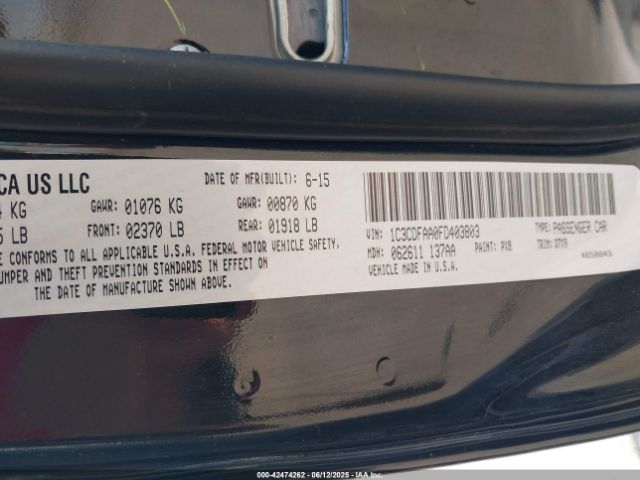 CA US LLC
DATE OF MFR(BUILT): 6-15
KG GAWR: 01076 KG GAWR: 00870 KG
LB FRONT: 02370 LB REAR: 01918 LB
E CONFORMS TO ALL APPLICABLE U.S.A. FEDERAL MOTOR VEHICLE SAFETY,
UMPER AND THEFT PREVENTION STANDARDS IN EFFECT ON
THE DATE OF MANUFACTURE SHOWN ABOVE.
VIN: 1C3CDFAA0FD403803 TYPE: PASSENGER CAR
MDH: 062611 137AA PAINT: PX8 TRIM:
VEHICLE MADE IN U.S.A.
000-42474262 | 06/12/2025 - IAA Inc.